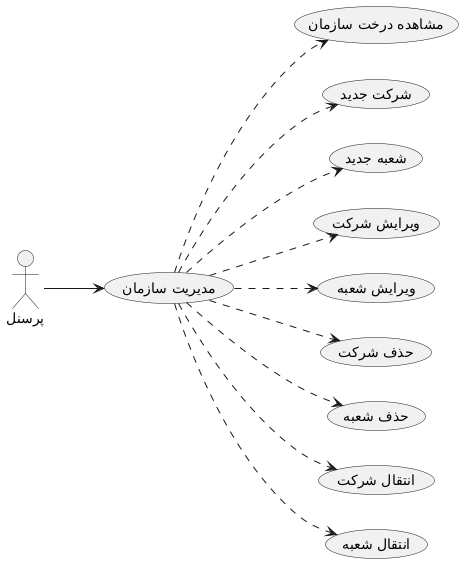 مشاهده درخت سازمان
شرکت جدید
شعبه جدید
ویرایش شرکت
پرسنل
مدیریت سازمان
ویرایش شعبه
حذف شرکت
حذف شعبه
انتقال شرکت
انتقال شعبه